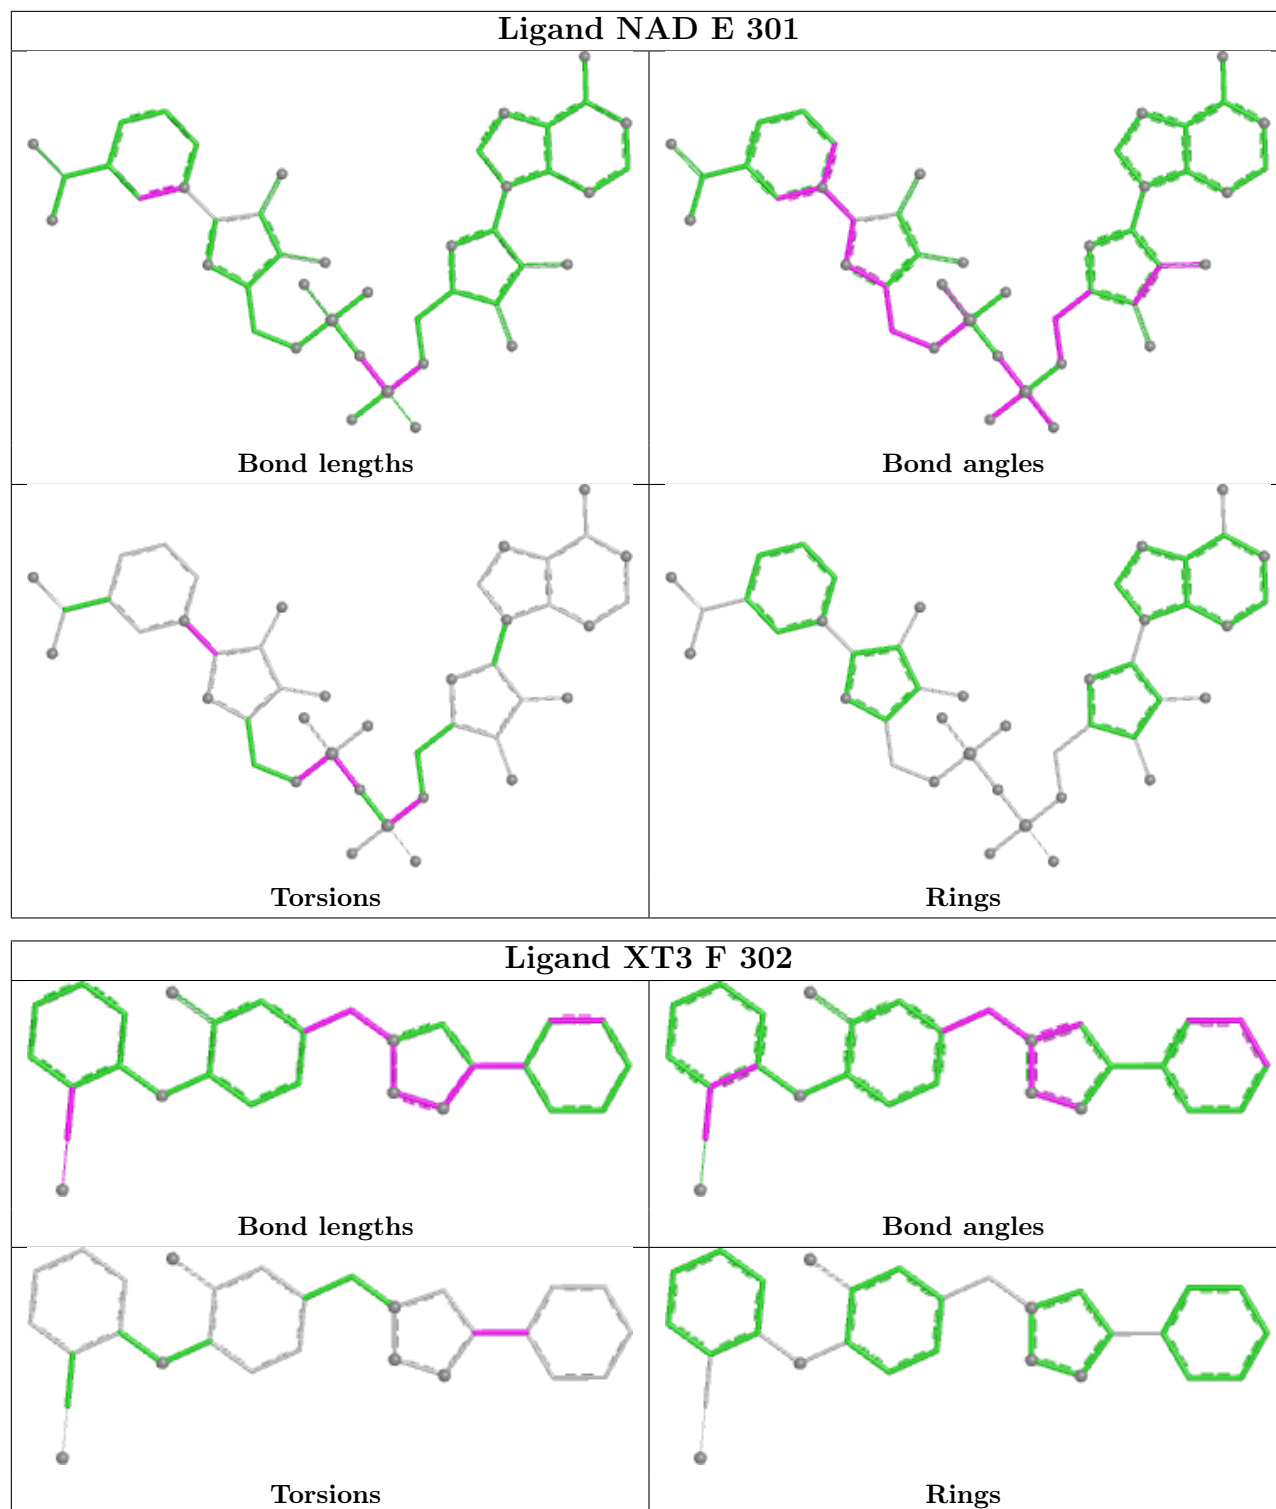 Ligand NAD E 301
Bond lengths
Bond angles
Torsions
Rings
Ligand XT3 F 302
Bond lengths
Bond angles
Torsions
Rings